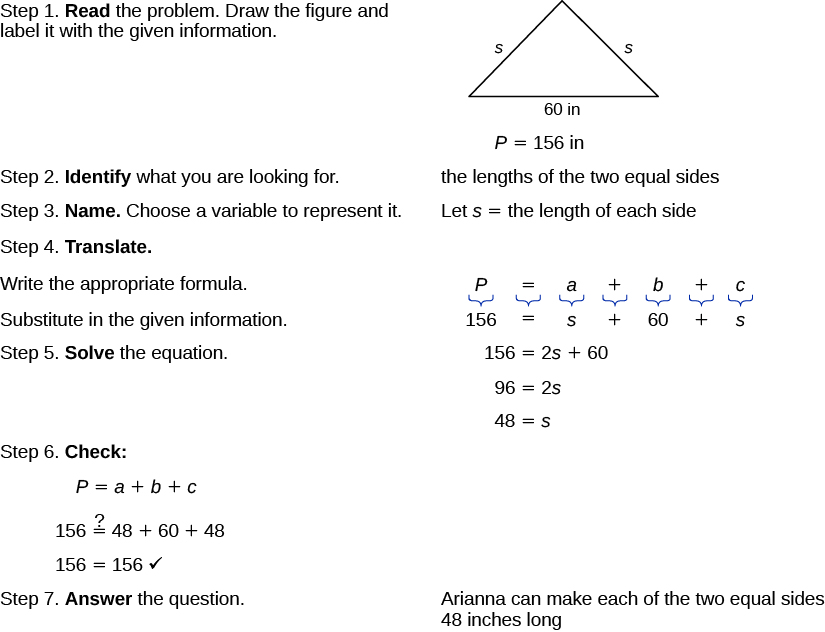 Step 1. Read the problem. Draw the figure and
label it with the given information.
s s
60 in
P = 156 in
Step 2. Identify what you are looking for. the lengths of the two equal sides
Step 3. Name. Choose a variable to represent it. Let s = the length of each side
Step 4. Translate.
Write the appropriate formula. P = a + b + c
Substitute in the given information. 156 = s + 60 + s
Step 5. Solve the equation. 156 = 2s + 60
96 = 2s
48 = s
Step 6. Check:
P = a + b + c
156 ≟ 48 + 60 + 48
156 = 156 ✓
Step 7. Answer the question. Arianna can make each of the two equal sides
48 inches long